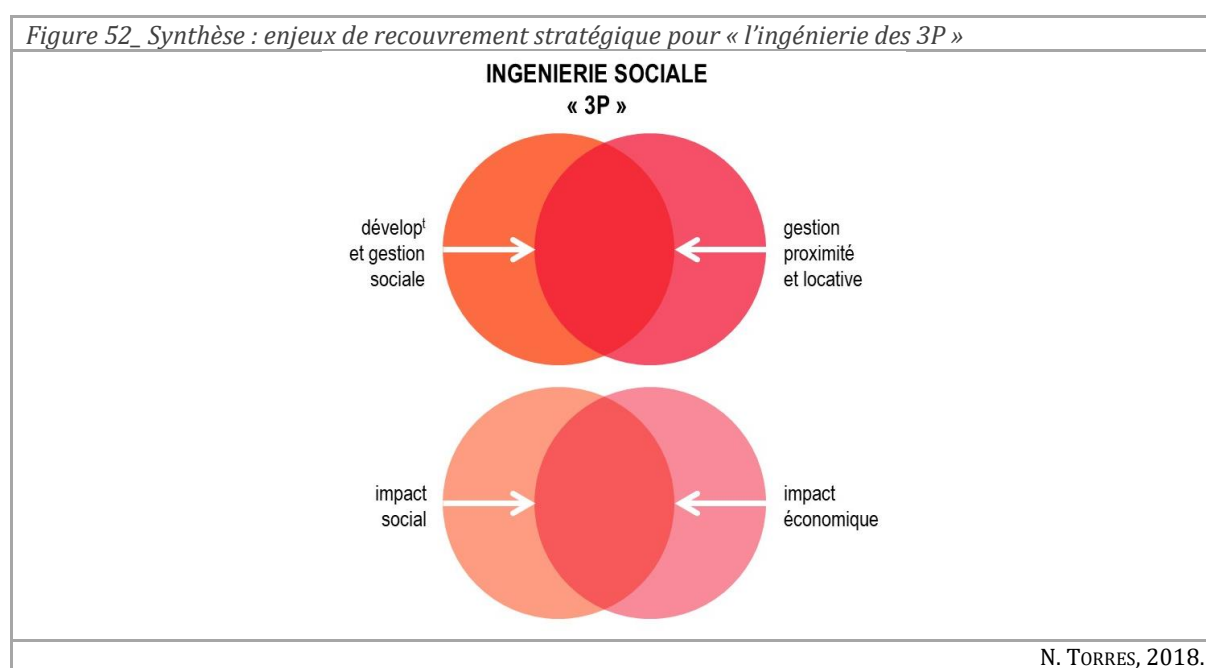 Figure 52_ Synthèse : enjeux de recouvrement stratégique pour « l’ingénierie des 3P »
INGENIERIE SOCIALE
« 3P »
développᵗ
et gestion
sociale
gestion
proximité
et locative
impact
social
impact
économique
N. TORRES, 2018.